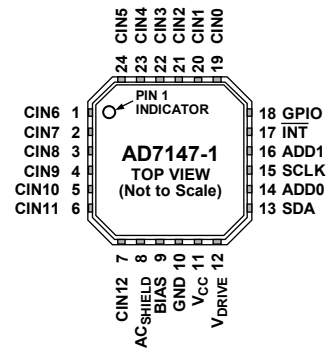 CIN5
CIN4
CIN3
CIN2
CIN1
CIN0
24
23
22
21
20
19
PIN 1
INDICATOR
CIN6 1
CIN7 2
CIN8 3
CIN9 4
CIN10 5
CIN11 6
AD7147-1
TOP VIEW
(Not to Scale)
18 GPIO
17 INT
16 ADD1
15 SCLK
14 ADD0
13 SDA
7
8
9
10
11
12
CIN12
ACSHIELD
BIAS
GND
VCC
VDRIVE